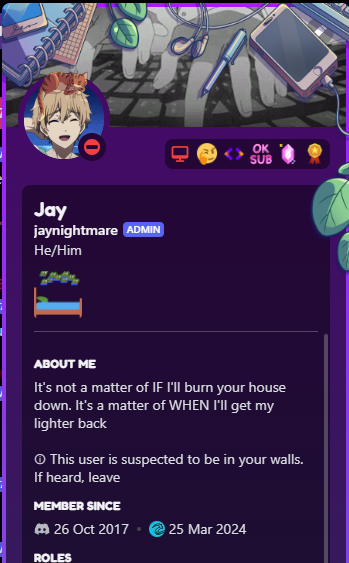 OK
SUB
Jay
jaynightmare ADMIN
He/Him
ABOUT ME
It's not a matter of IF I'll burn your house
down. It's a matter of WHEN I'll get my
lighter back
This user is suspected to be in your walls.
If heard, leave
MEMBER SINCE
26 Oct 2017 • 25 Mar 2024
ROLES